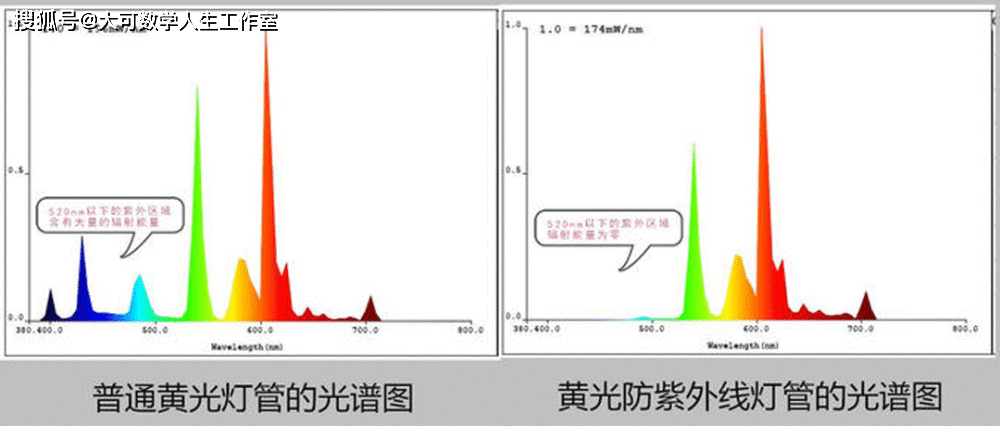 搜狐号@大可数学人生工作室
1.0 = 174mW/nm
1.0
0.5
0.0
520nm以下的紫外区域
含有大量的辐射能量
380.400.0 500.0 600.0 700.0 800.0
Wavelength(nm)
普通黄光灯管的光谱图
1.0
0.5
0.0
520nm以下的紫外区域
辐射能量为零
380.400.0 500.0 600.0 700.0 800.0
Wavelength(nm)
黄光防紫外线灯管的光谱图